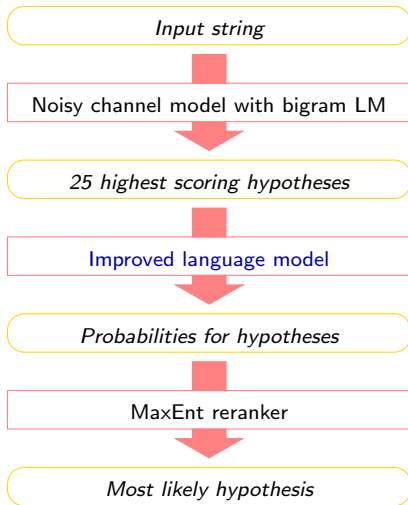 Input string
Noisy channel model with bigram LM
25 highest scoring hypotheses
Improved language model
Probabilities for hypotheses
MaxEnt reranker
Most likely hypothesis